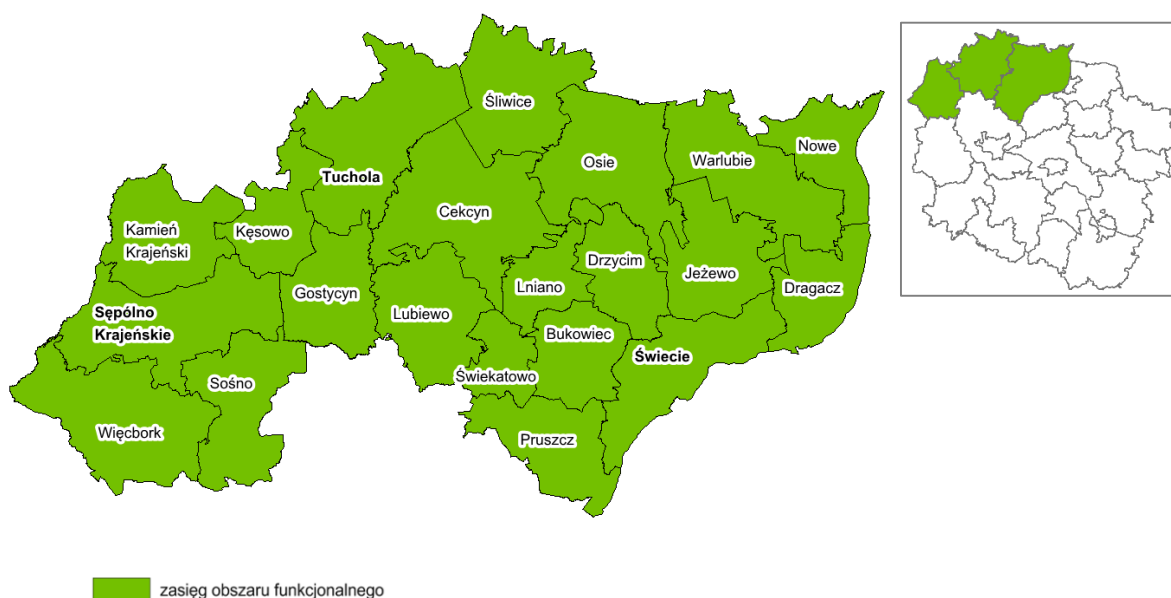 Śliwice
Nowe
Osie
Warlubie
Tuchola
Cekcyn
Kamień
Krajeński
Kęsowo
Drzycim
Jeżewo
Lniano
Dragacz
Gostycyn
Lubiewo
Sępólno
Krajeńskie
Bukowiec
Świecie
Świekatowo
Sośno
Więcbork
Pruszcz
zasięg obszaru funkcjonalnego